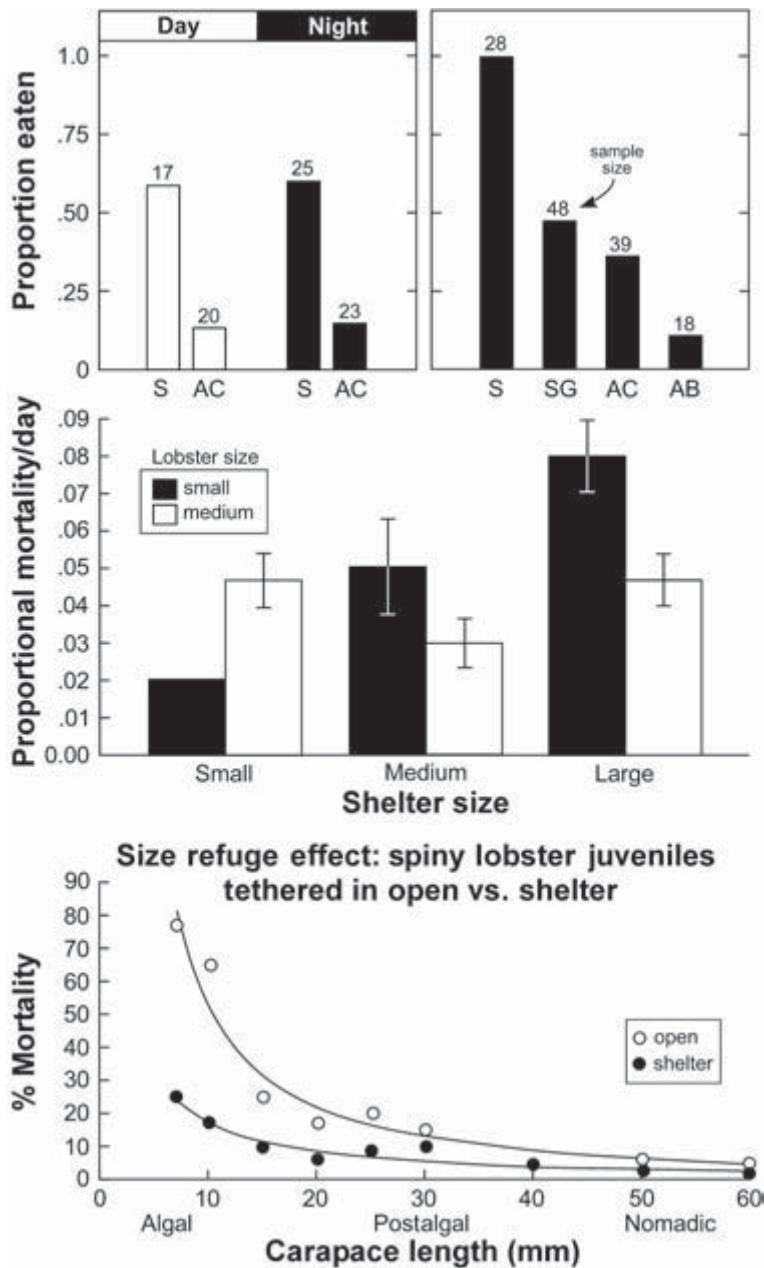 Day Night
Proportion eaten
1.0
.75
.50
.25
0
17
20
25
23
S AC S AC
28
sample
size
48
39
18
S SG AC AB
Proportional mortality/day
.09
.08
.07
.06
.05
.04
.03
.02
.01
0.00
Lobster size
small
medium
Small Medium Large
Shelter size
Size refuge effect: spiny lobster juveniles
tethered in open vs. shelter
% Mortality
90
80
70
60
50
40
30
20
10
0
open
shelter
0 10 20 30 40 50 60
Algal Postalgal Nomadic
Carapace length (mm)